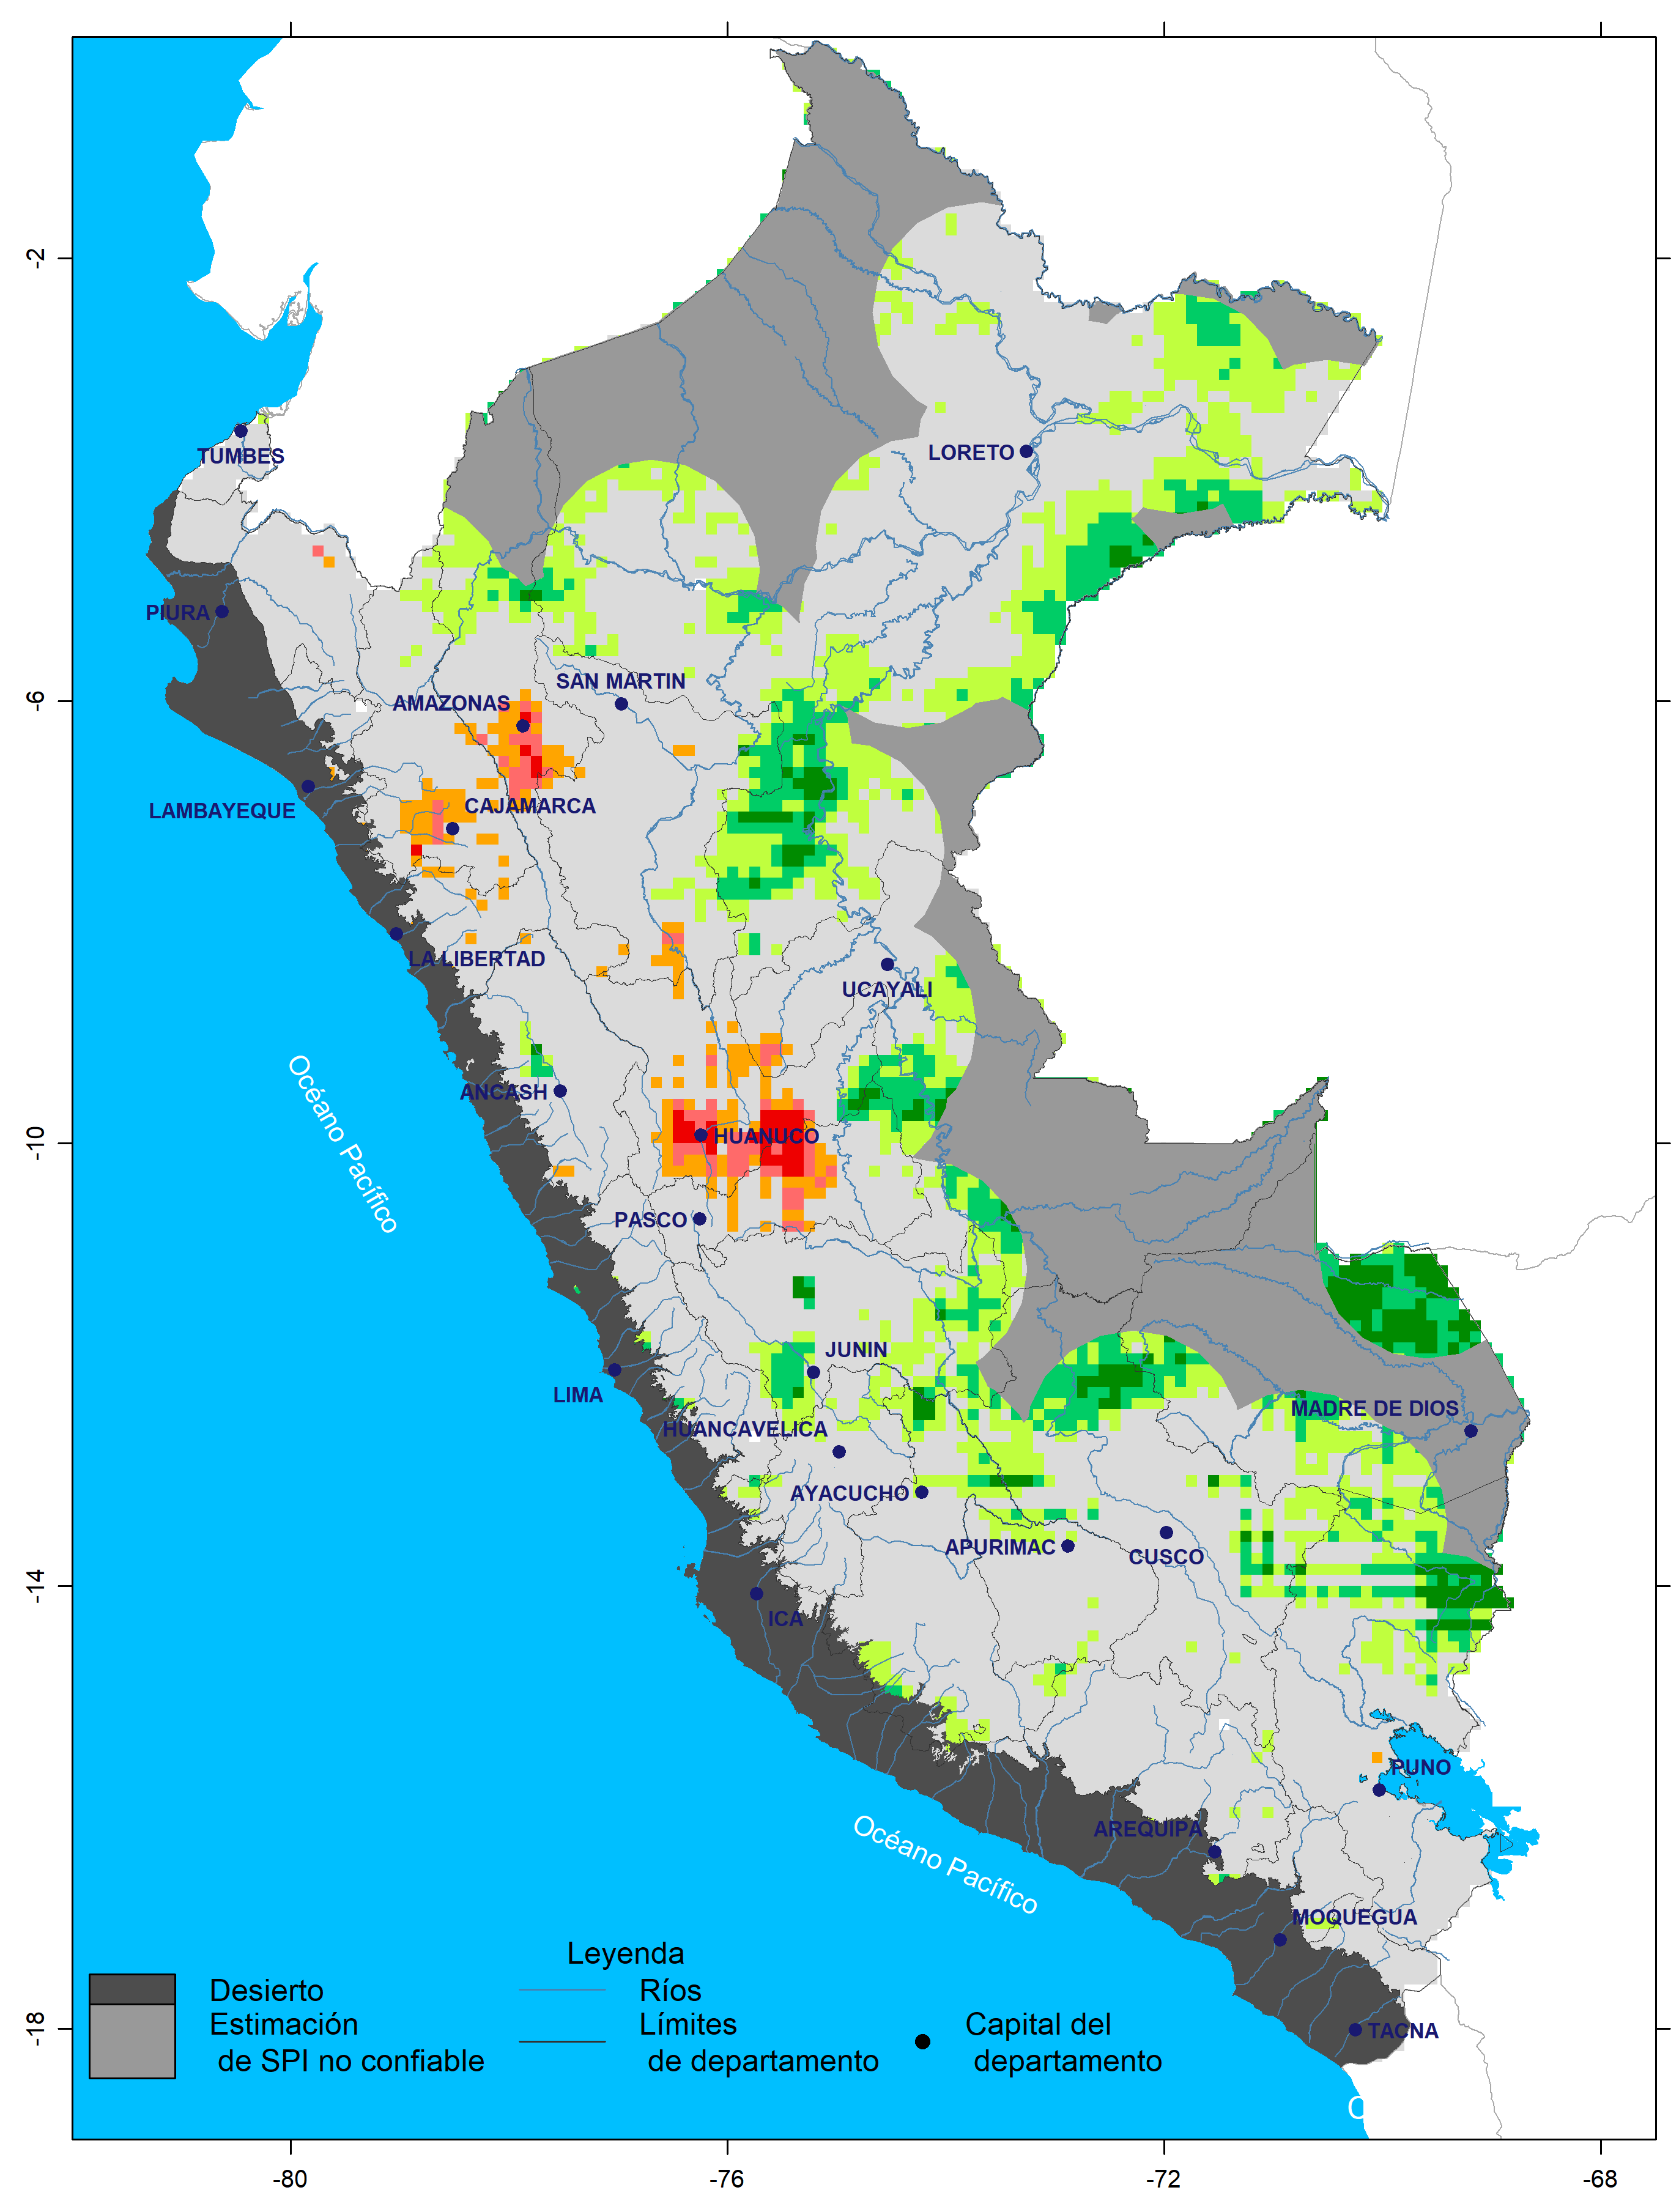 -2
-6
-10
-14
-18
-80
-76
-72
-68
TUMBES
LORETO
PIURA
SAN MARTIN
AMAZONAS
LAMBAYEQUE
CAJAMARCA
LA LIBERTAD
UCAYALI
ANCASH
HUANUCO
PASCO
Océano Pacífico
JUNIN
LIMA
HUANCAVELICA
MADRE DE DIOS
AYACUCHO
APURIMAC
CUSCO
ICA
PUNO
AREQUIPA
Océano Pacífico
MOQUEGUA
TACNA
Leyenda
Desierto
Estimación
de SPI no confiable
Ríos
Límites
de departamento
Capital del
departamento